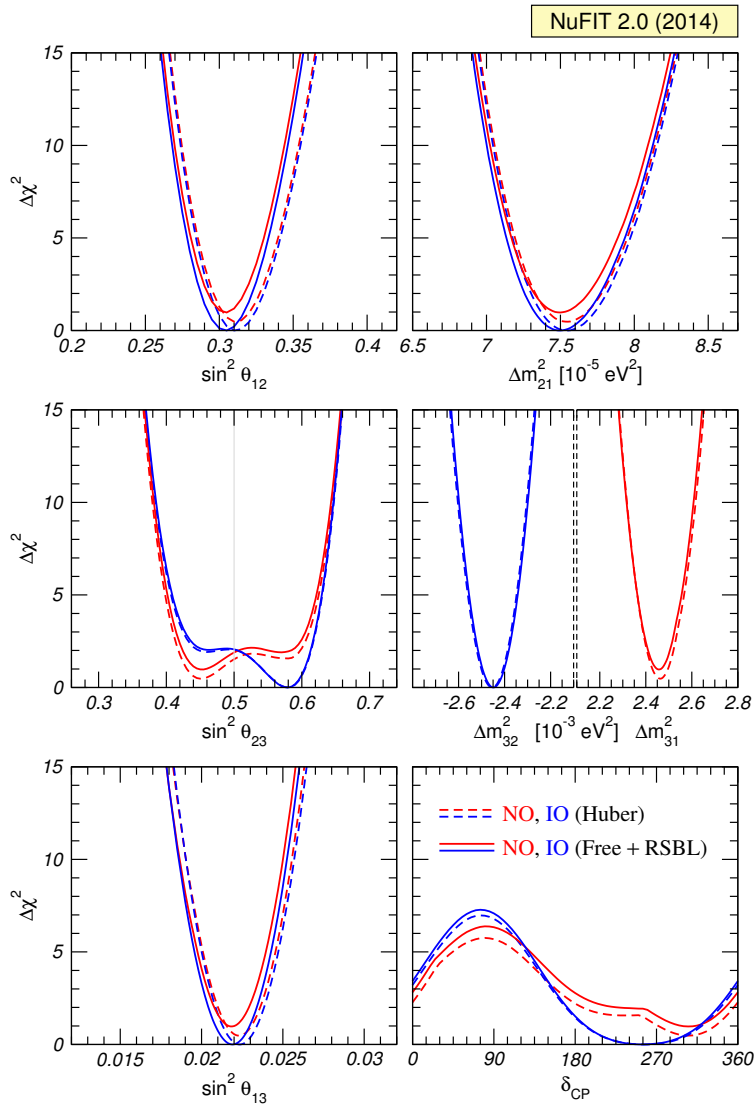 NuFIT 2.0 (2014)
15
10
5
0
Δχ²
0.2 0.25 0.3 0.35 0.4
sin² θ₁₂
6.5 7 7.5 8 8.5
Δm²₂₁ [10⁻⁵ eV²]
15
10
5
0
Δχ²
0.3 0.4 0.5 0.6 0.7
sin² θ₂₃
-2.6 -2.4 -2.2 2.2 2.4 2.6 2.8
Δm²₃₂ [10⁻³ eV²] Δm²₃₁
15
10
5
0
Δχ²
0.015 0.02 0.025 0.03
sin² θ₁₃
NO, IO (Huber)
NO, IO (Free + RSBL)
0 90 180 270 360
δCP